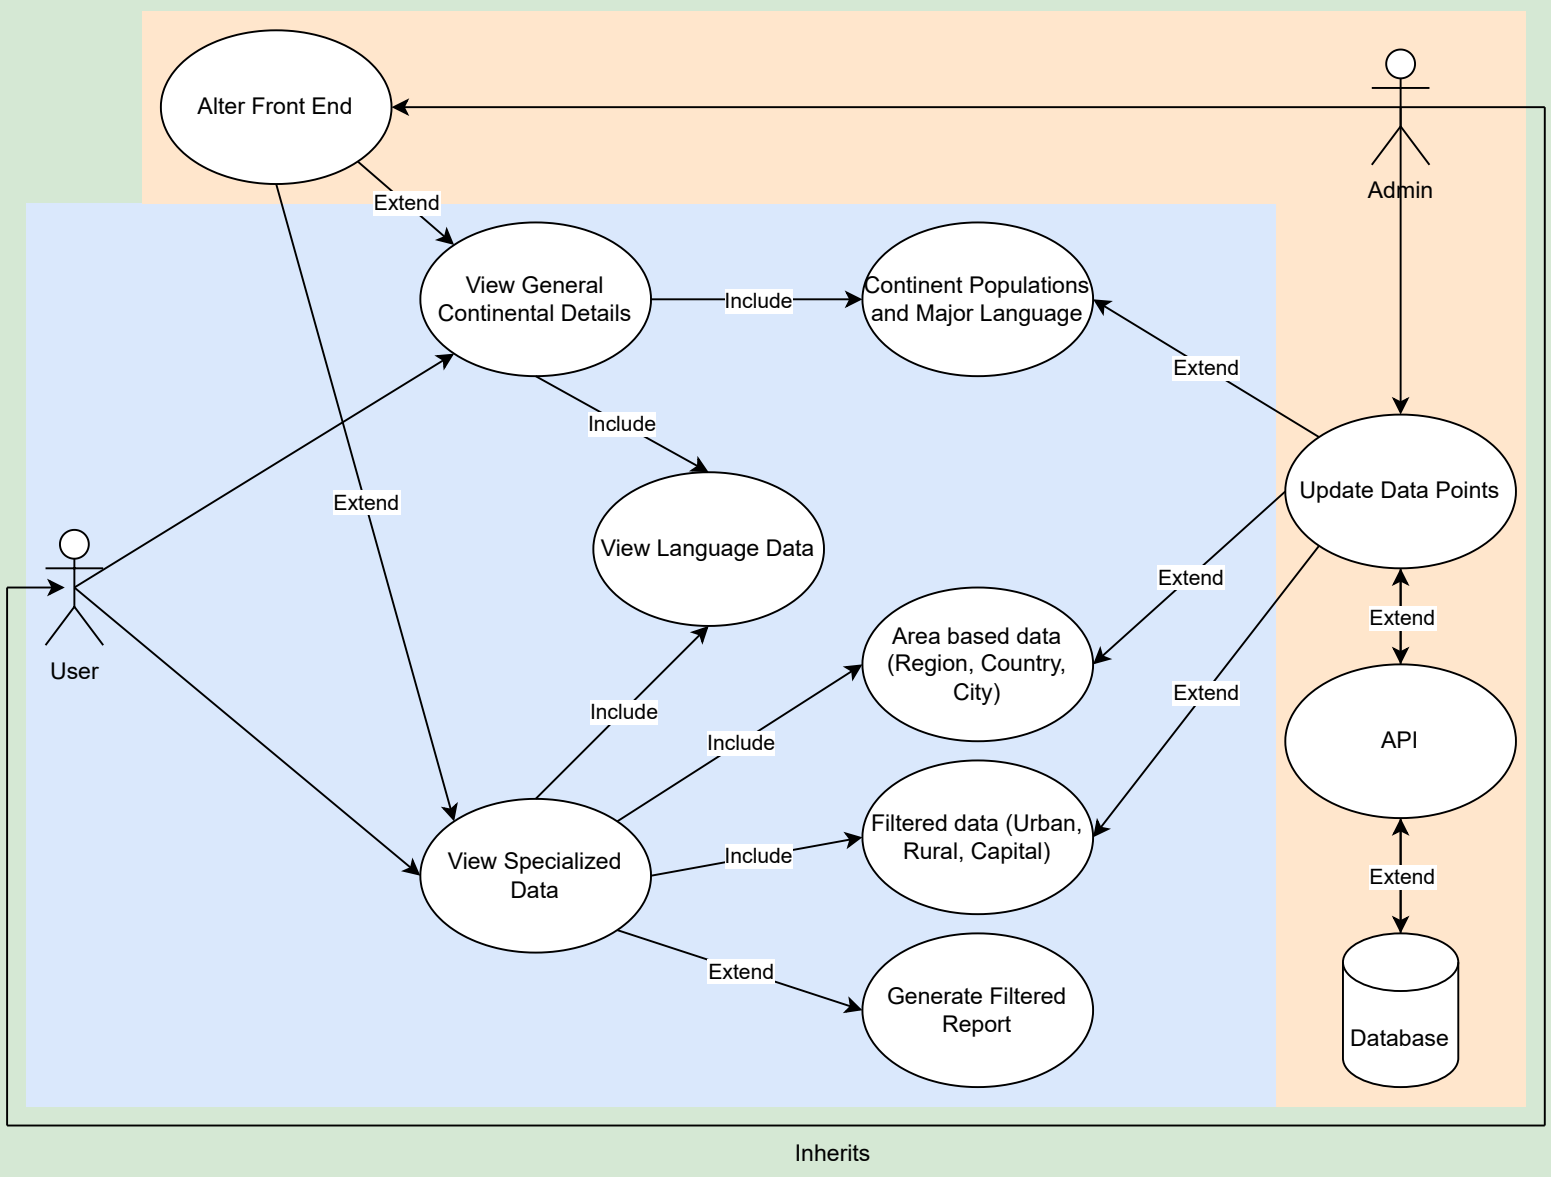 Alter Front End
Admin
Extend
View General
Continental Details
Include
Continent Populations
and Major Language
Extend
Include
Extend
Update Data Points
View Language Data
Extend
Extend
User
Area based data
(Region, Country,
City)
Extend
Include
Include
API
Filtered data (Urban,
Rural, Capital)
Include
View Specialized
Data
Extend
Extend
Generate Filtered
Report
Database
Inherits